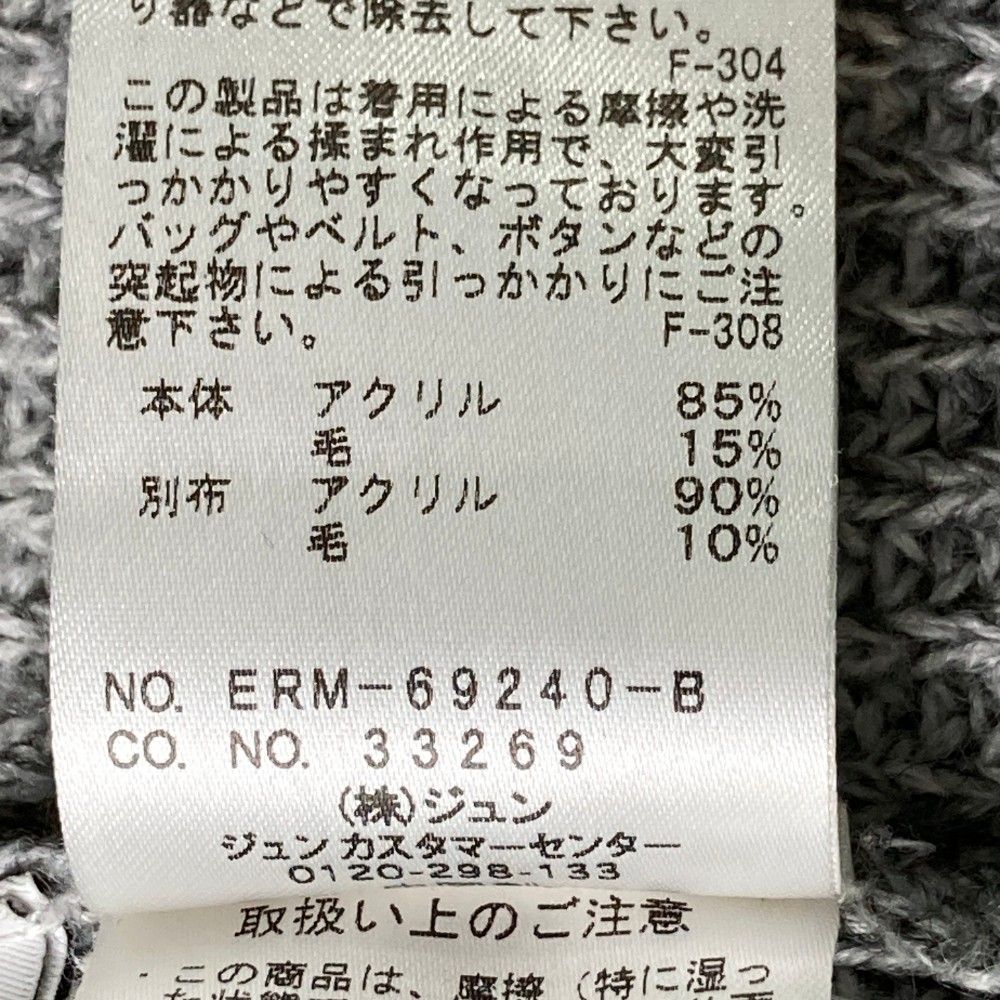 り器などで除去して下さい。
F-304
この製品は着用による摩擦や洗
濯による揉まれ作用で、大変引
っかかりやすくなっております。
バッグやベルト、ボタンなどの
突起物による引っかかりにご注
意下さい。 F-308
本体 アクリル 85%
毛 15%
別布 アクリル 90%
毛 10%
NO. ERM-69240-B
CO. NO. 33269
(株)ジュン
ジュンカスタマーセンター
0120-298-133
取扱い上のご注意
・この商品は、摩擦(特に湿っ